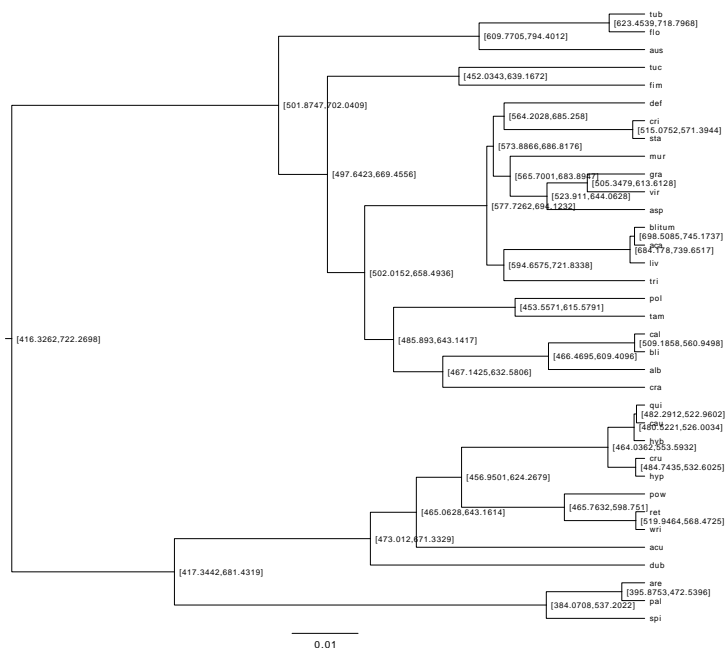 tub
[623.4539,718.7968]
flo
[609.7705,794.4012]
aus
tuc
[452.0343,639.1672]
fim
def
[501.8747,702.0409]
[564.2028,685.258]
cri
[515.0752,571.3944]
sta
[573.8866,686.8176]
mur
gra
[497.6423,669.4556]
[565.7001,683.8947]
[505.3479,613.6128]
vir
[523.911,644.0628]
[577.7262,694.1232]
asp
blitum
[698.5085,745.1737]
aca
[502.0152,658.4936]
[684.178,739.6517]
liv
[594.6575,721.8338]
tri
pol
[453.5571,615.5791]
tam
cal
[416.3262,722.2698]
[485.893,643.1417]
[509.1858,560.9498]
bli
[466.4695,609.4096]
alb
[467.1425,632.5806]
cra
qui
[482.2912,522.9602]
cau
[480.5221,526.0034]
hyb
[464.0362,553.5932]
cru
[484.7435,532.6025]
hyp
[456.9501,624.2679]
pow
[465.7632,598.751]
[465.0628,643.1614]
ret
[519.9464,568.4725]
wri
[473.012,671.3329]
acu
dub
[417.3442,681.4319]
are
[395.8753,472.5396]
pal
[384.0708,537.2022]
spi
0.01